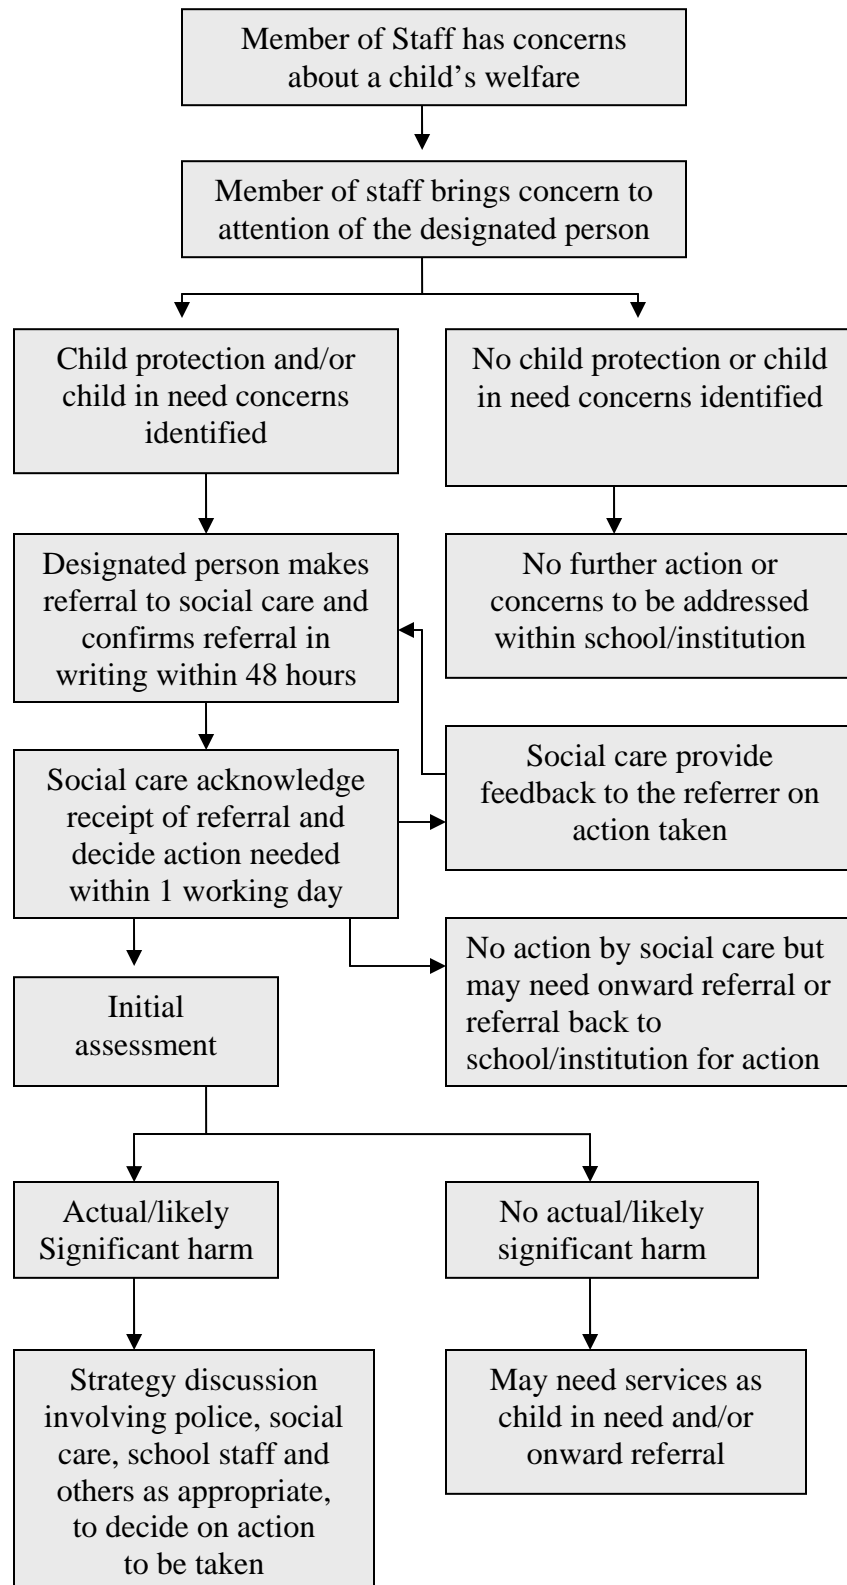 Member of Staff has concerns
about a child’s welfare
Member of staff brings concern to
attention of the designated person
Child protection and/or
child in need concerns
identified
No child protection or child
in need concerns identified
Designated person makes
referral to social care and
confirms referral in
writing within 48 hours
No further action or
concerns to be addressed
within school/institution
Social care acknowledge
receipt of referral and
decide action needed
within 1 working day
Social care provide
feedback to the referrer on
action taken
No action by social care but
may need onward referral or
referral back to
school/institution for action
Initial
assessment
Actual/likely
Significant harm
No actual/likely
significant harm
Strategy discussion
involving police, social
care, school staff and
others as appropriate,
to decide on action
to be taken
May need services as
child in need and/or
onward referral